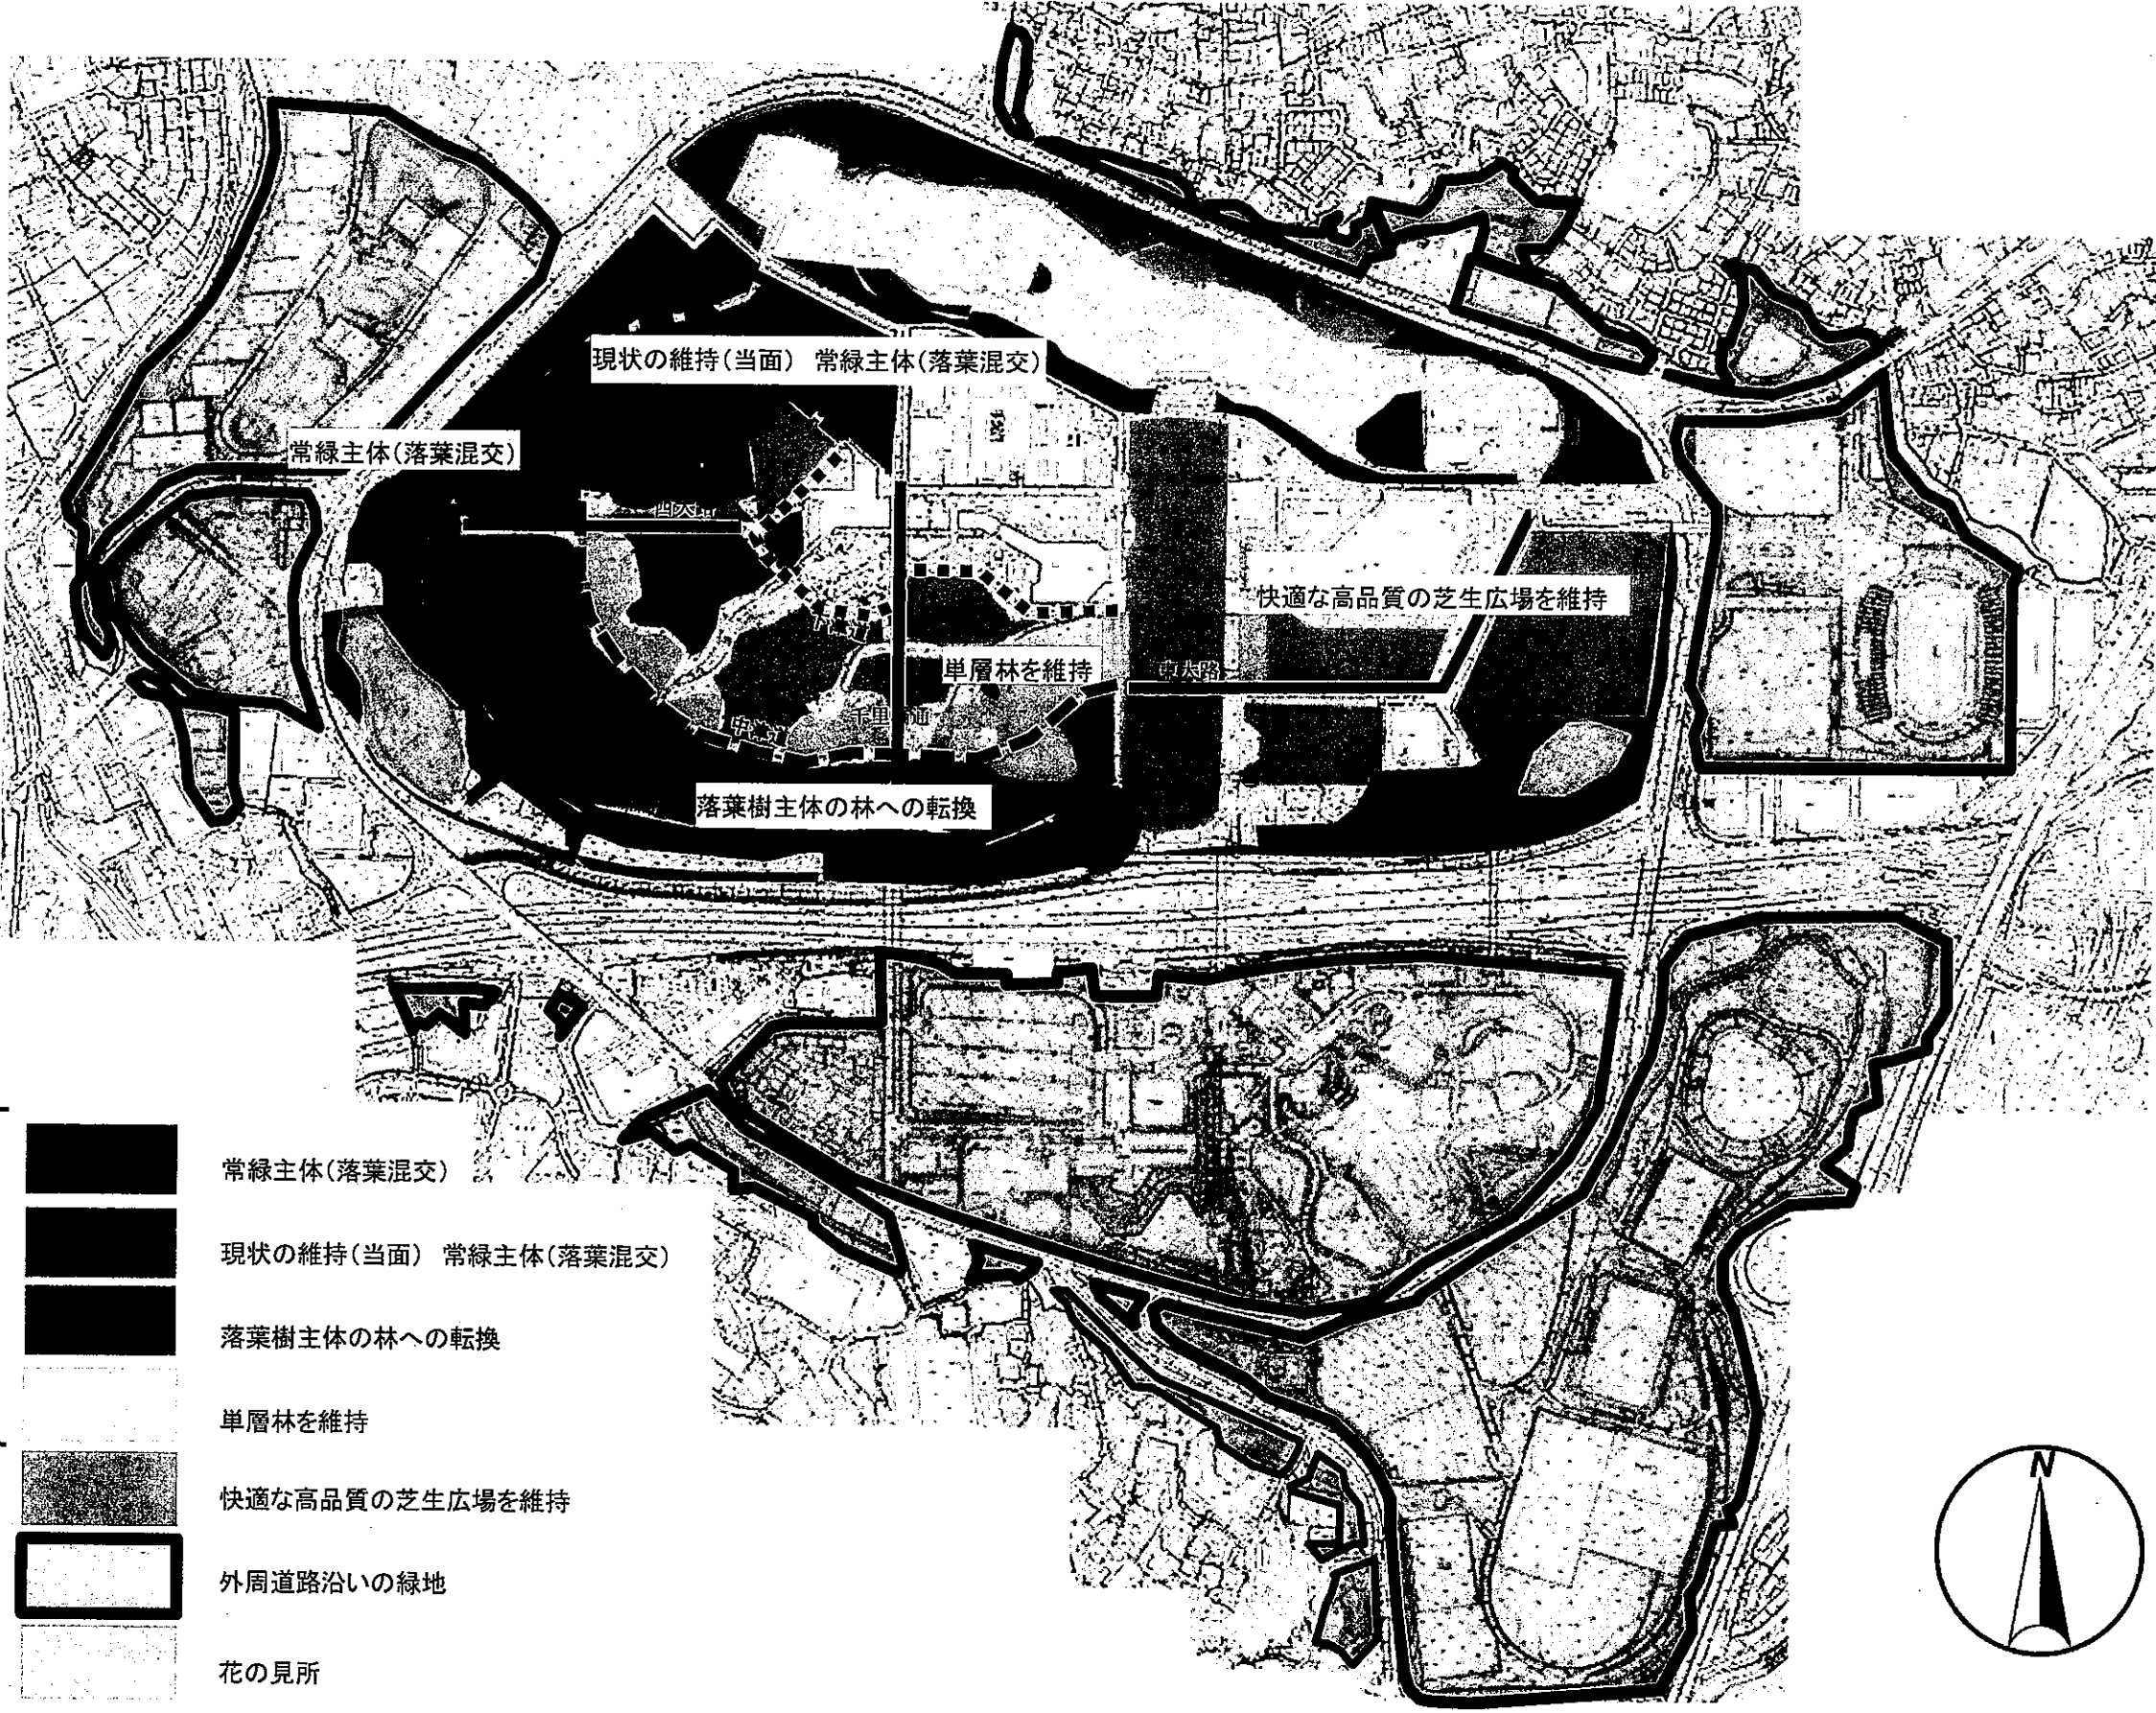 現状の維持(当面) 常緑主体(落葉混交)
常緑主体(落葉混交)
西大路
快適な高品質の芝生広場を維持
単層林を維持
東大路
千里
通
中
落葉樹主体の林への転換
常緑主体(落葉混交)
現状の維持(当面) 常緑主体(落葉混交)
落葉樹主体の林への転換
単層林を維持
快適な高品質の芝生広場を維持
外周道路沿いの緑地
花の見所
N